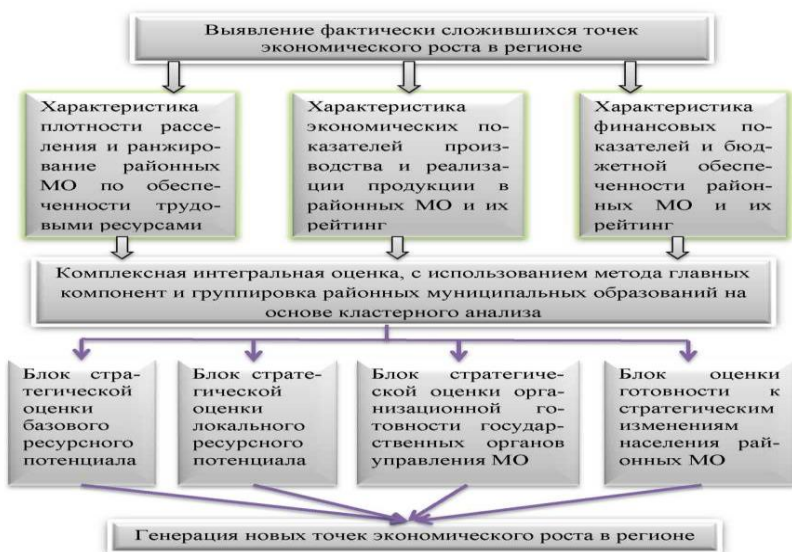 Выявление фактически сложившихся точек
экономического роста в регионе
Характеристика
плотности рассе-
ления и ранжиро-
вание районных
МО по обеспе-
ченности трудо-
выми ресурсами
Характеристика
экономических по-
казателей произ-
водства и реализа-
ции продукции в
районных МО и их
рейтинг
Характеристика
финансовых по-
казателей и бюд-
жетной обеспе-
ченности район-
ных МО и их
рейтинг
Комплексная интегральная оценка, с использованием метода главных
компонент и группировка районных муниципальных образований на
основе кластерного анализа
Блок стра-
тегической
оценки
базового
ресурсного
потенциала
Блок страте-
гической
оценки
локального
ресурсного
потенциала
Блок стратегиче-
ской оценки орга-
низационной го-
товности государ-
ственных органов
управления МО
Блок оценки
готовности к
стратегическим
изменениям
населения рай-
онных МО
Генерация новых точек экономического роста в регионе